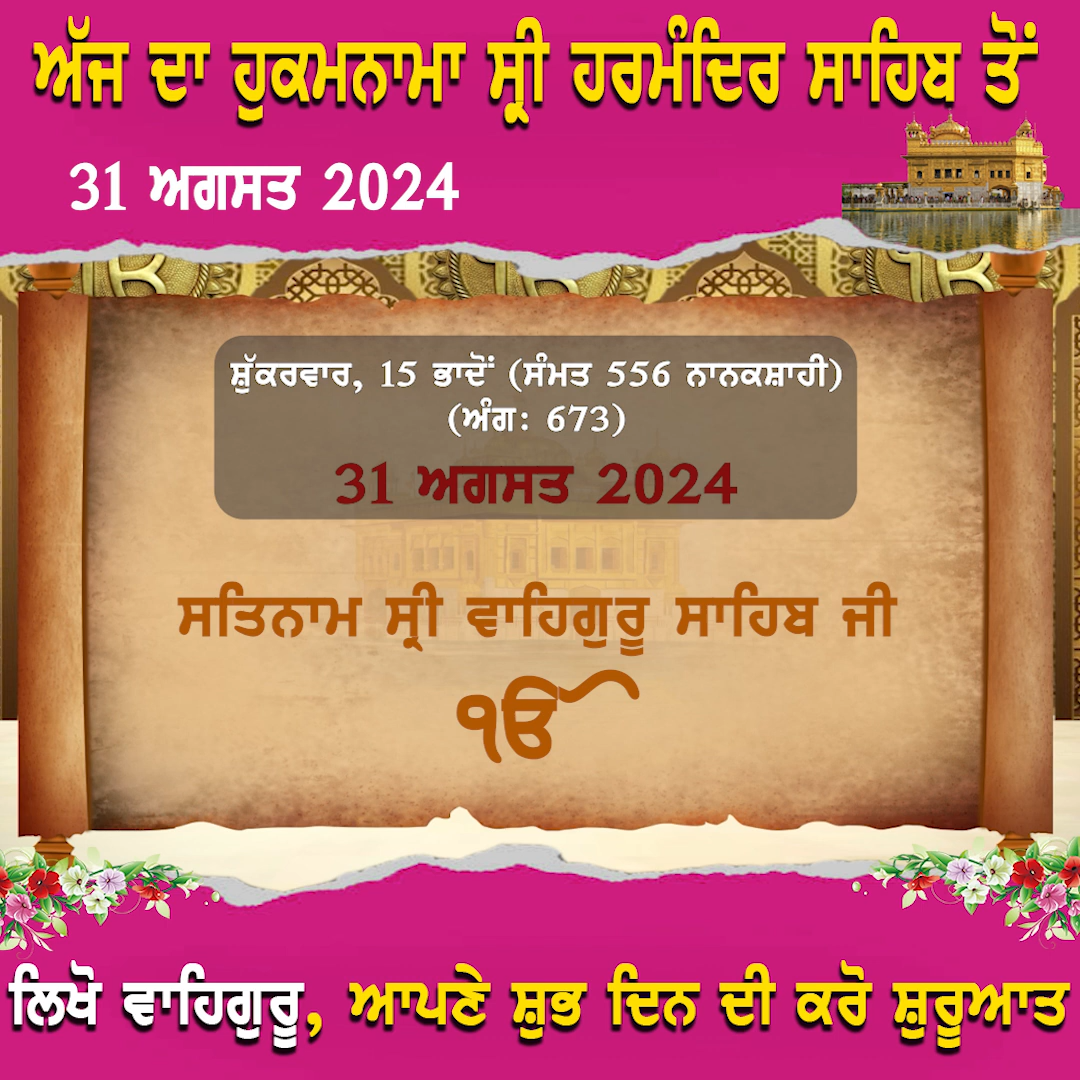 ਅੱਜ ਦਾ ਹੁਕਮਨਾਮਾ ਸ੍ਰੀ ਹਰਮੰਦਿਰ ਸਾਹਿਬ ਤੋਂ
31 ਅਗਸਤ 2024
ਸ਼ੁੱਕਰਵਾਰ, 15 ਭਾਦੋਂ (ਸੰਮਤ 556 ਨਾਨਕਸ਼ਾਹੀ)
(ਅੰਗ: 673)
31 ਅਗਸਤ 2024
ਸਤਿਨਾਮ ਸ੍ਰੀ ਵਾਹਿਗੁਰੂ ਸਾਹਿਬ ਜੀ
ੴ
ਲਿਖੋ ਵਾਹਿਗੁਰੂ, ਆਪਣੇ ਸ਼ੁਭ ਦਿਨ ਦੀ ਕਰੋ ਸ਼ੁਰੂਆਤ